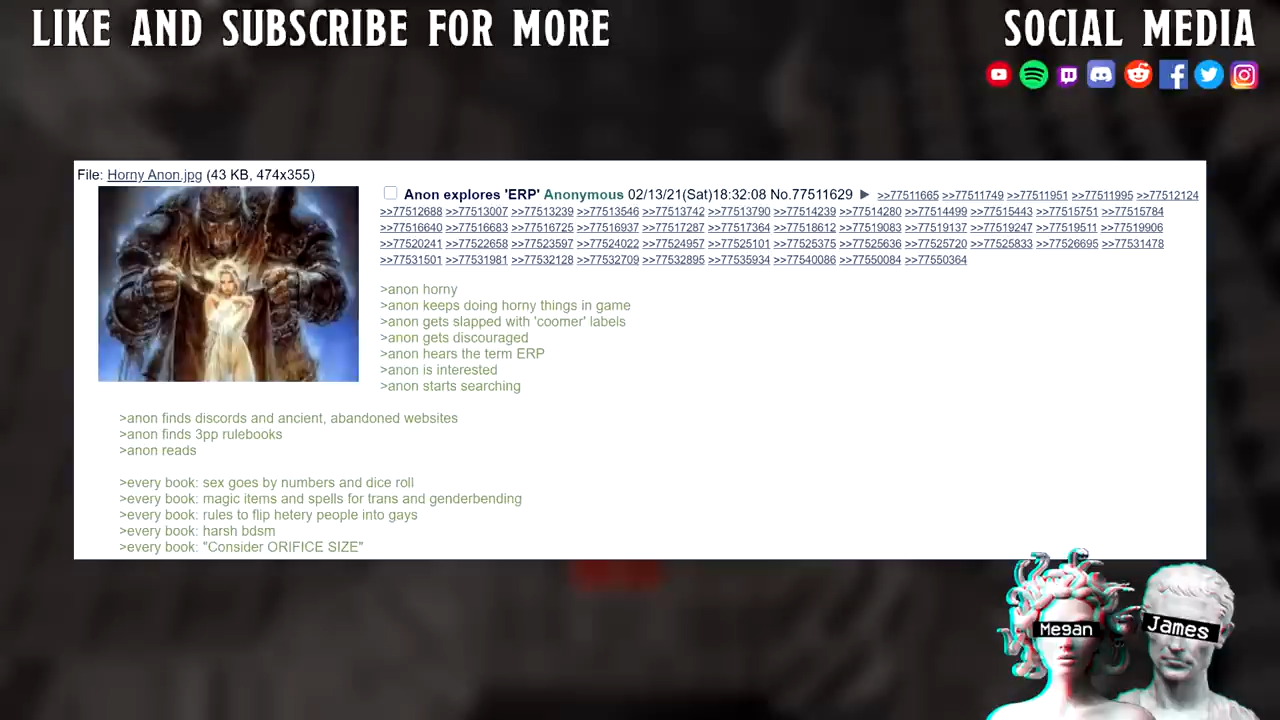 LIKE AND SUBSCRIBE FOR MORE
SOCIAL MEDIA
File: Horny Anon.jpg (43 KB, 474x355)
Anon explores 'ERP' Anonymous 02/13/21(Sat)18:32:08 No.77511629 ▶ >>77511665 >>77511749 >>77511951 >>77511995 >>77512124
>>77512688 >>77513007 >>77513239 >>77513546 >>77513742 >>77513790 >>77514239 >>77514280 >>77514499 >>77515443 >>77515751 >>77515784
>>77516640 >>77516683 >>77516725 >>77516937 >>77517287 >>77517364 >>77518612 >>77519083 >>77519137 >>77519247 >>77519511 >>77519906
>>77520241 >>77522658 >>77523597 >>77524022 >>77524957 >>77525101 >>77525375 >>77525636 >>77525720 >>77525833 >>77526695 >>77531478
>>77531501 >>77531981 >>77532128 >>77532709 >>77532895 >>77535934 >>77540086 >>77550084 >>77550364
>anon horny
>anon keeps doing horny things in game
>anon gets slapped with 'coomer' labels
>anon gets discouraged
>anon hears the term ERP
>anon is interested
>anon starts searching
>anon finds discords and ancient, abandoned websites
>anon finds 3pp rulebooks
>anon reads
>every book: sex goes by numbers and dice roll
>every book: magic items and spells for trans and genderbending
>every book: rules to flip hetery people into gays
>every book: harsh bdsm
>every book: "Consider ORIFICE SIZE"
Megan
James